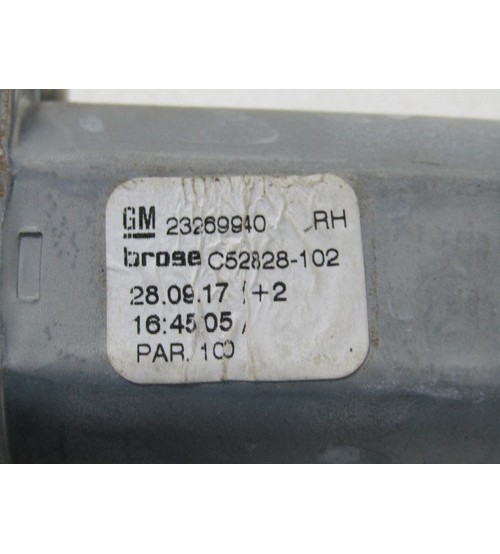 GM 23269940 RH
brose C52828-102
28.09.17 +2
16:45:05
PAR. 100